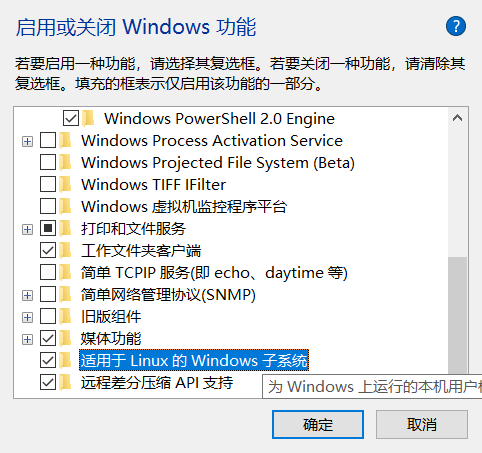 启用或关闭 Windows 功能
?
若要启用一种功能，请选择其复选框。若要关闭一种功能，请清除其
复选框。填充的框表示仅启用该功能的一部分。
Windows PowerShell 2.0 Engine
Windows Process Activation Service
Windows Projected File System (Beta)
Windows TIFF IFilter
Windows 虚拟机监控程序平台
打印和文件服务
工作文件夹客户端
简单 TCPIP 服务(即 echo、daytime 等)
简单网络管理协议(SNMP)
旧版组件
媒体功能
适用于 Linux 的 Windows 子系统
远程差分压缩 API 支持
为 Windows 上运行的本机用户
确定
取消